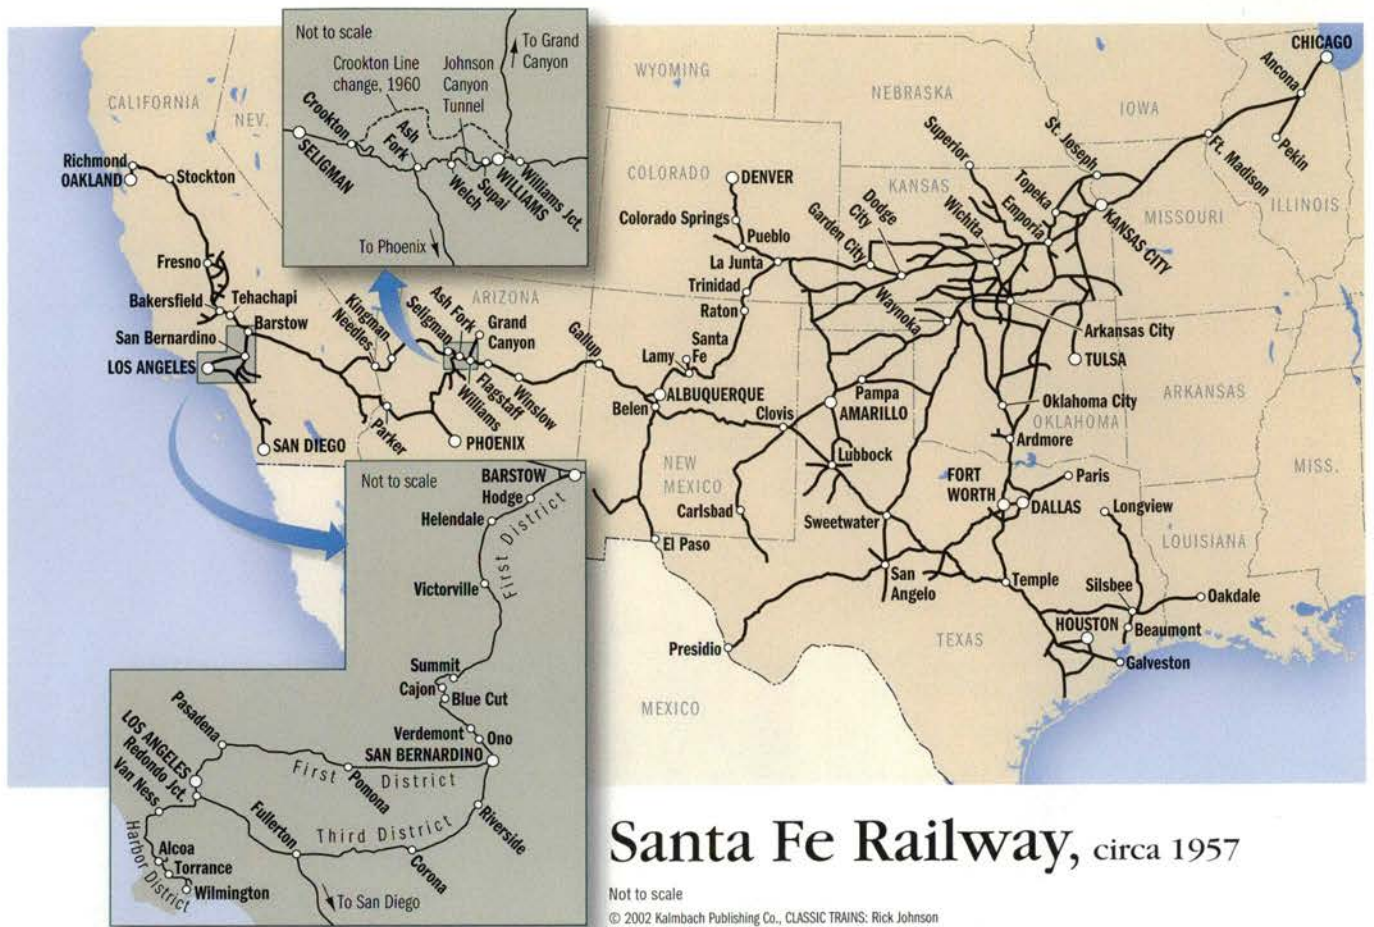 Not to scale
To Grand
Canyon
Crookton Line
change, 1960
Johnson
Canyon
Tunnel
Crookton
Ash
Fork
SELIGMAN
Welch
Supai
WILLIAMS
Williams Jct.
To Phoenix
CALIFORNIA
NEV.
WYOMING
NEBRASKA
IOWA
CHICAGO
Ancona
Pekin
Ft. Madison
ILLINOIS
Richmond
OAKLAND
Stockton
COLORADO
DENVER
Colorado Springs
Pueblo
La Junta
Trinidad
Raton
KANSAS
Superior
St. Joseph
Topeka
Emporia
KANSAS CITY
MISSOURI
Garden City
Dodge
City
Wichita
Waynoka
Arkansas City
TULSA
Fresno
Bakersfield
Tehachapi
Barstow
San Bernardino
LOS ANGELES
SAN DIEGO
ARIZONA
Needles
Kingman
Seligman
Ash Fork
Grand
Canyon
Williams
Flagstaff
Winslow
Parker
PHOENIX
Gallup
Lamy
Santa
Fe
ALBUQUERQUE
Belen
Clovis
Pampa
AMARILLO
Oklahoma City
OKLAHOMA
ARKANSAS
Ardmore
Lubbock
NEW
MEXICO
Carlsbad
Sweetwater
FORT
WORTH
DALLAS
Paris
Longview
MISS.
LOUISIANA
El Paso
San
Angelo
Temple
Silsbee
Oakdale
HOUSTON
Beaumont
Galveston
TEXAS
Presidio
MEXICO
Not to scale
BARSTOW
Hodge
Helendale
First District
Victorville
Summit
Cajon
Blue Cut
Verdemont
Ono
SAN BERNARDINO
Pasadena
LOS ANGELES
Redondo Jct.
Van Ness
First District
Pomona
Riverside
Fullerton
Third District
Corona
Harbor District
Alcoa
Torrance
Wilmington
To San Diego
Santa Fe Railway, circa 1957
Not to scale
© 2002 Kalmbach Publishing Co., CLASSIC TRAINS: Rick Johnson